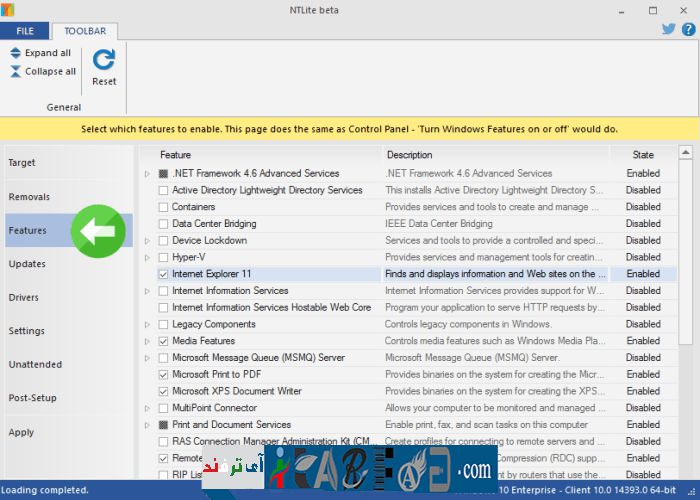 NTLite beta
FILE
TOOLBAR
Expand all
Collapse all
Reset
General
Select which features to enable. This page does the same as Control Panel - 'Turn Windows Features on or off' would do.
Target
Removals
Features
Updates
Drivers
Settings
Unattended
Post-Setup
Apply
Feature Description State
.NET Framework 4.6 Advanced Services .NET Framework 4.6 Advanced Services Enabled
Active Directory Lightweight Directory Services This installs Active Directory Lightweight Directory S... Disabled
Containers Provides services and tools to create and manage ... Disabled
Data Center Bridging IEEE Data Center Bridging Disabled
Device Lockdown Services and tools to provide a controlled and speci... Disabled
Hyper-V Provides services and management tools for creatin... Disabled
Internet Explorer 11 Finds and displays information and Web sites on the ... Enabled
Internet Information Services Internet Information Services provides support for W... Disabled
Internet Information Services Hostable Web Core Program your application to serve HTTP requests by... Disabled
Legacy Components Controls legacy components in Windows. Disabled
Media Features Controls media features such as Windows Media Pla... Enabled
Microsoft Message Queue (MSMQ) Server Microsoft Message Queue (MSMQ) Server. Disabled
Microsoft Print to PDF Provides binaries on the system for creating the Micr... Enabled
Microsoft XPS Document Writer Provides binaries on the system for creating the XPS... Enabled
MultiPoint Connector Allows your computer to be monitored and managed ... Disabled
Print and Document Services Enable print, fax, and scan tasks on this computer Enabled
RAS Connection Manager Administration Kit (CM... Create profiles for connecting to remote servers and ... Disabled
Remote Compression (RDC) supp... Enabled
RIP List by routers that use the... Disabled
آی ترفند
.com
Loading completed.
10 Enterprise - Client 10.0 14393.0 64-bit